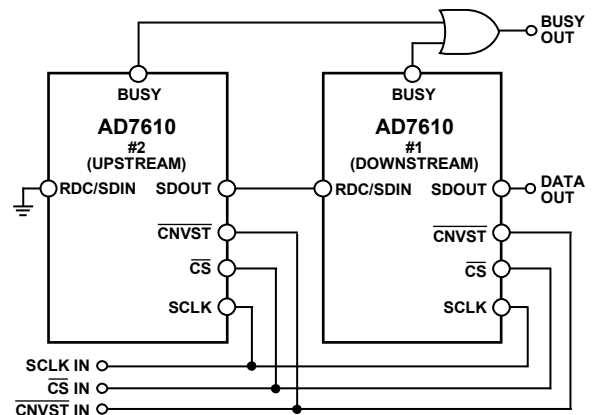 BUSY
OUT
BUSY
BUSY
AD7610
#2
(UPSTREAM)
AD7610
#1
(DOWNSTREAM)
RDC/SDIN
SDOUT
RDC/SDIN
SDOUT
DATA
OUT
CNVST
CNVST
CS
CS
SCLK
SCLK
SCLK IN
CS IN
CNVST IN